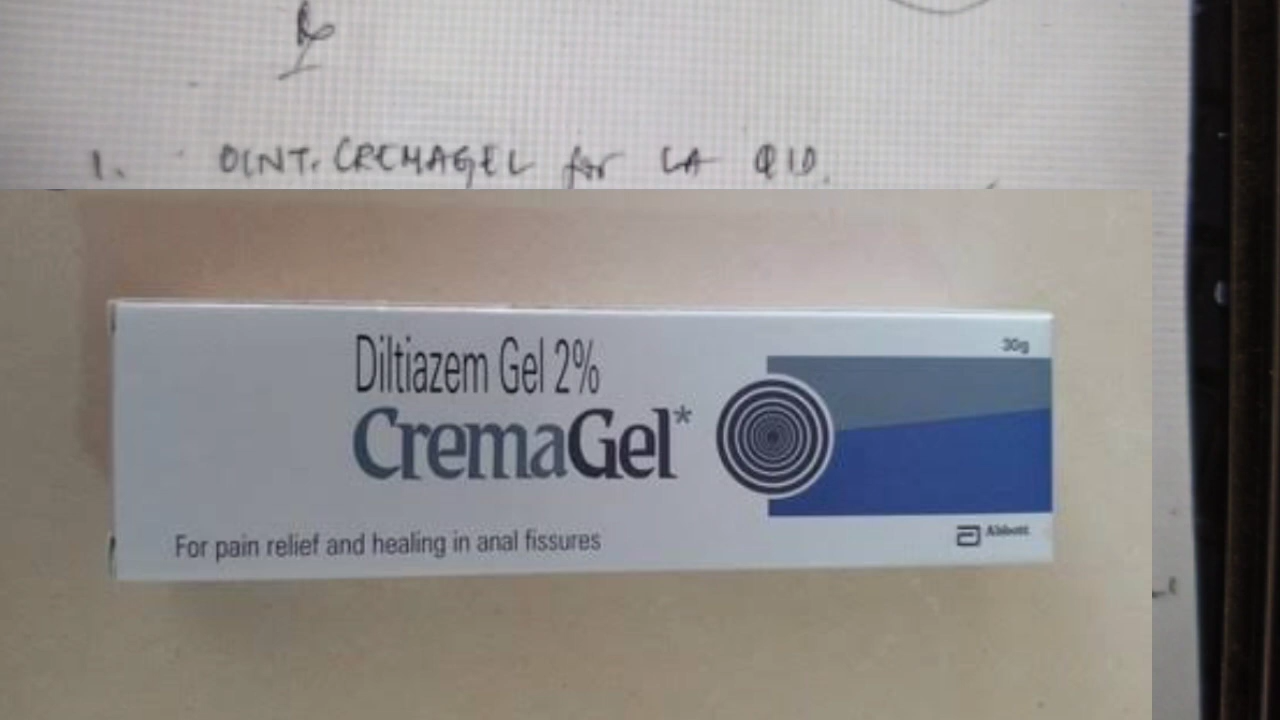 ℞
1. OINT. CREMAGEL for LA QID.
30g
Diltiazem Gel 2%
CremaGel*
Abbott
For pain relief and healing in anal fissures